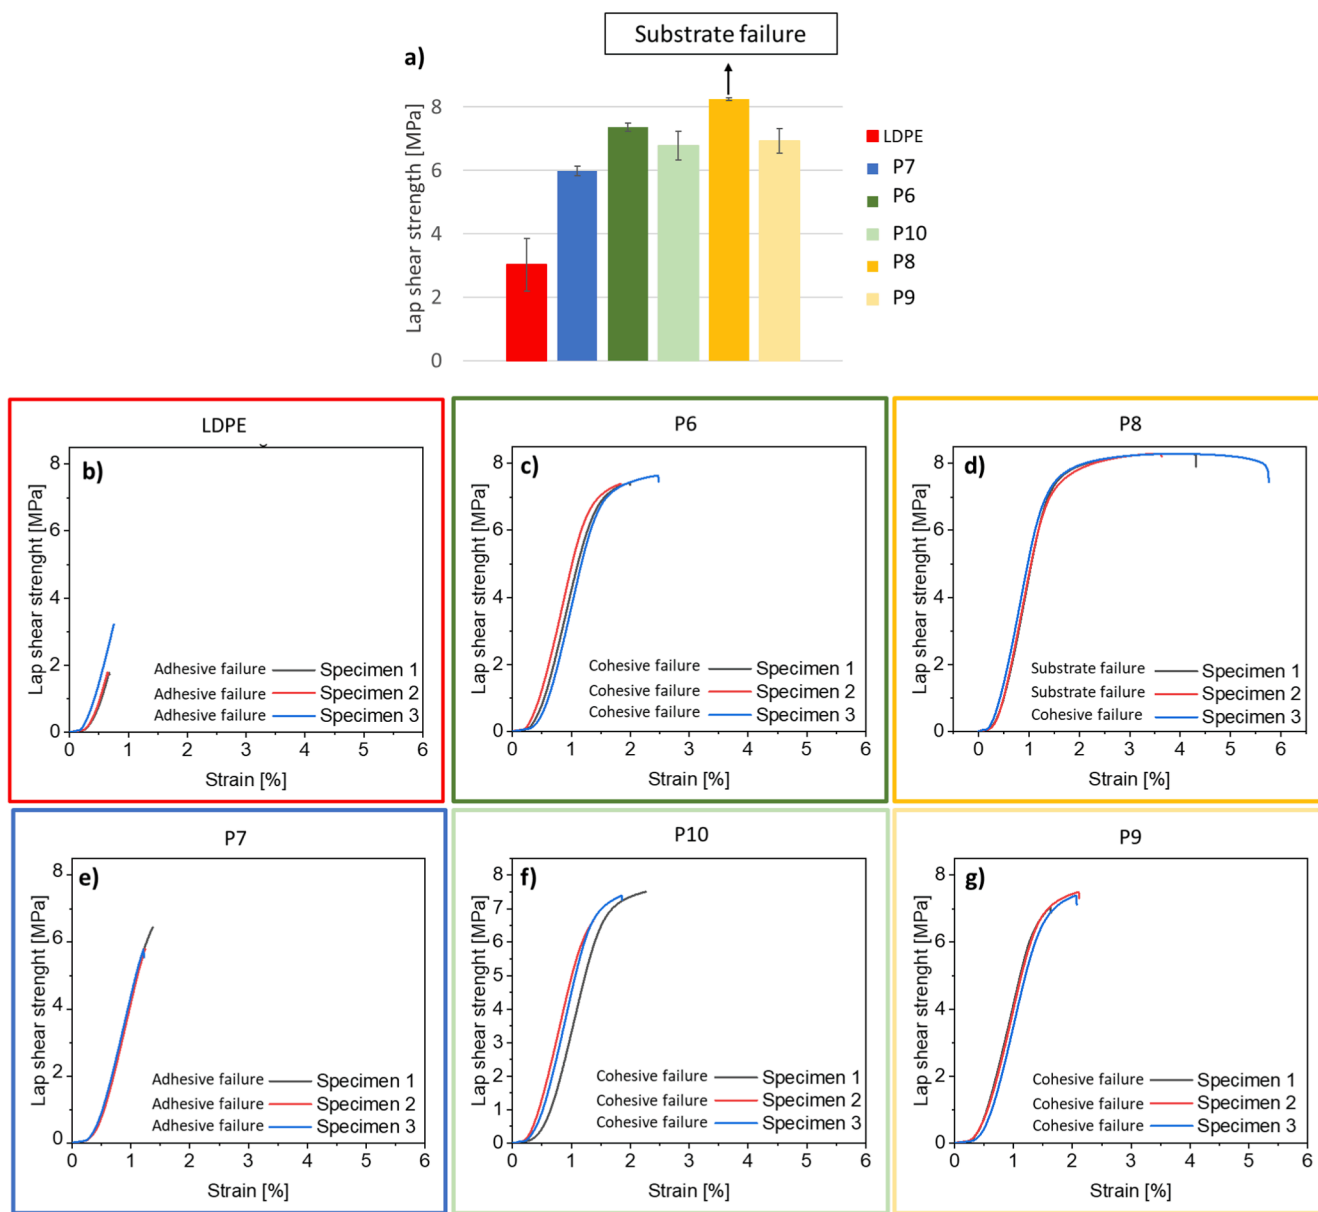 Substrate failure
a)
Lap shear strength [MPa]
8
6
4
2
0
LDPE
P7
P6
P10
P8
P9
LDPE
b)
Lap shear strenght [MPa]
8
6
4
2
0
Adhesive failure Specimen 1
Adhesive failure Specimen 2
Adhesive failure Specimen 3
0 1 2 3 4 5 6
Strain [%]
P6
c)
Lap shear strenght [MPa]
8
6
4
2
0
Cohesive failure Specimen 1
Cohesive failure Specimen 2
Cohesive failure Specimen 3
0 1 2 3 4 5 6
Strain [%]
P8
d)
Lap shear strenght [MPa]
8
6
4
2
0
Substrate failure Specimen 1
Substrate failure Specimen 2
Cohesive failure Specimen 3
0 1 2 3 4 5 6
Strain [%]
P7
e)
Lap shear strenght [MPa]
8
6
4
2
0
Adhesive failure Specimen 1
Adhesive failure Specimen 2
Adhesive failure Specimen 3
0 1 2 3 4 5 6
Strain [%]
P10
f)
Lap shear strenght [MPa]
8
7
6
5
4
3
2
1
0
Cohesive failure Specimen 1
Cohesive failure Specimen 2
Cohesive failure Specimen 3
0 1 2 3 4 5 6
Strain [%]
P9
g)
Lap shear strenght [MPa]
8
6
4
2
0
Cohesive failure Specimen 1
Cohesive failure Specimen 2
Cohesive failure Specimen 3
0 1 2 3 4 5 6
Strain [%]